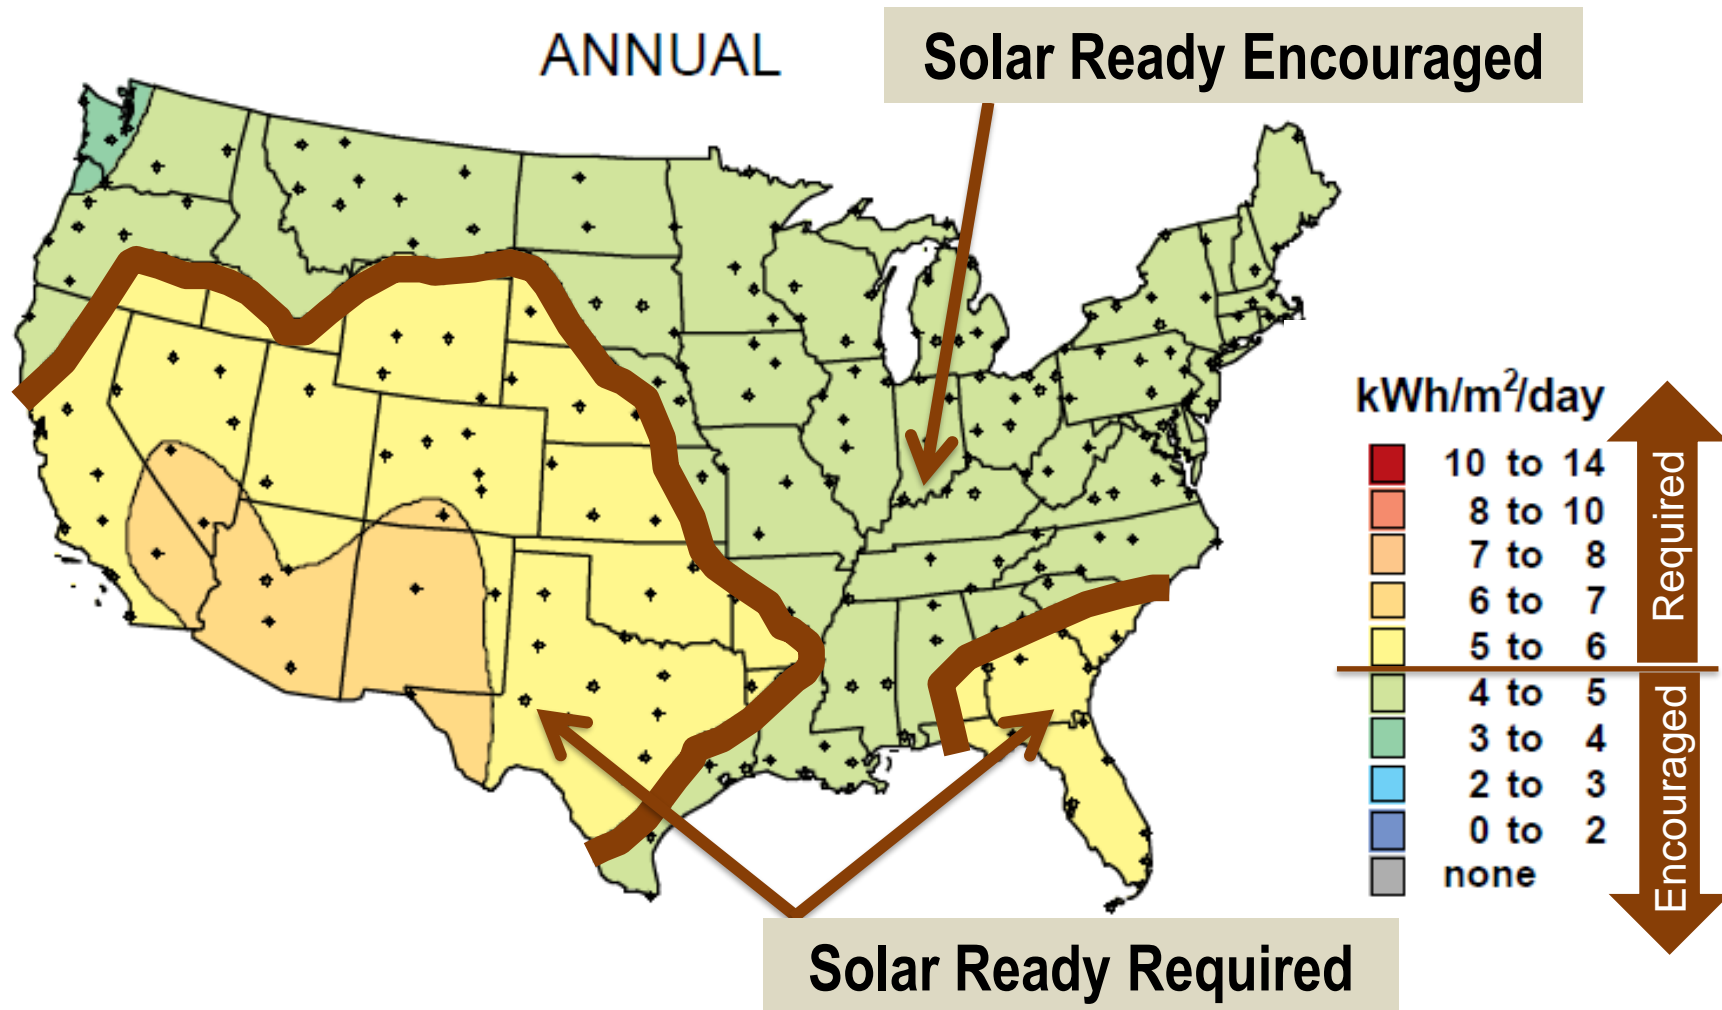 ANNUAL
Solar Ready Encouraged
kWh/m²/day
10 to 14
8 to 10
7 to 8
6 to 7
5 to 6
4 to 5
3 to 4
2 to 3
0 to 2
none
Required
Encouraged
Solar Ready Required